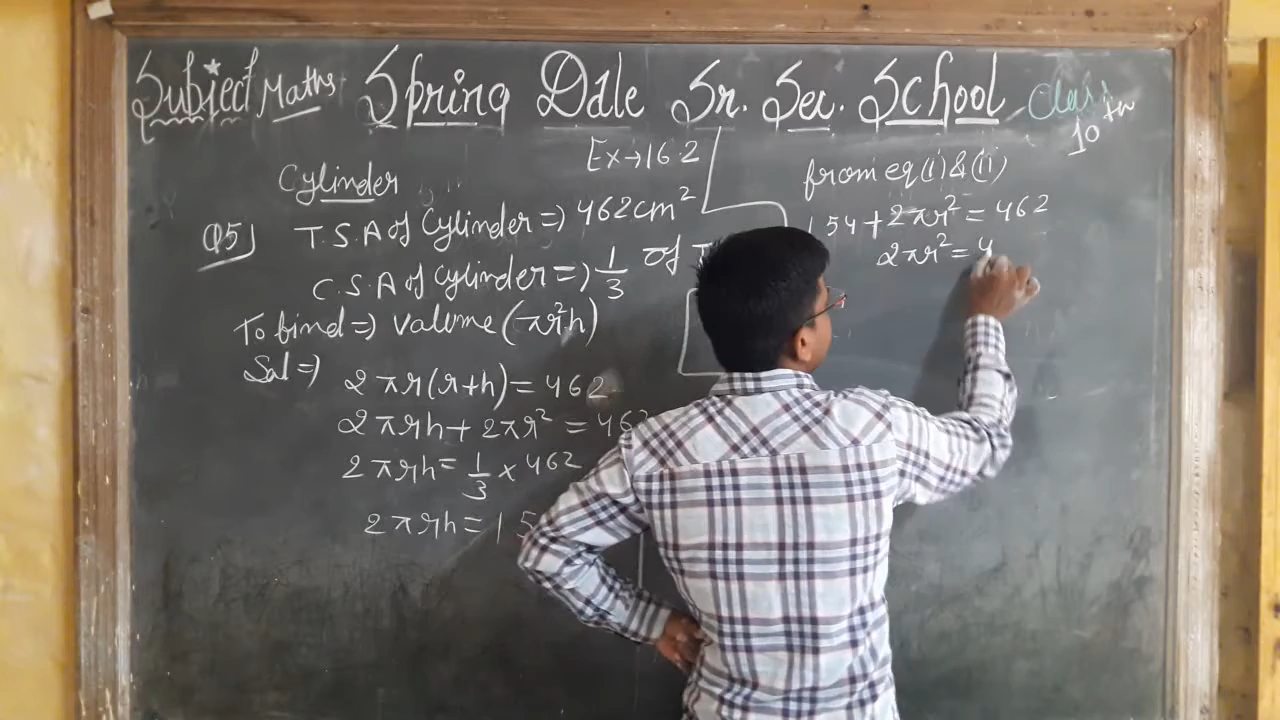 Subject Maths Spring Dale Sr. Sec. School Class 10th
Ex→16.2
Cylinder
Q5) T.S.A of Cylinder=) 462cm²
C.S.A of Cylinder=) 1/3 of
To find=) Valume (πr²h)
Sol=)
2πr(r+h)= 462
2πrh+ 2πr² = 462
2πrh= 1/3 × 462
2πrh=15
from eq(i)&(ii)
154+2πr²=462
2πr²=4